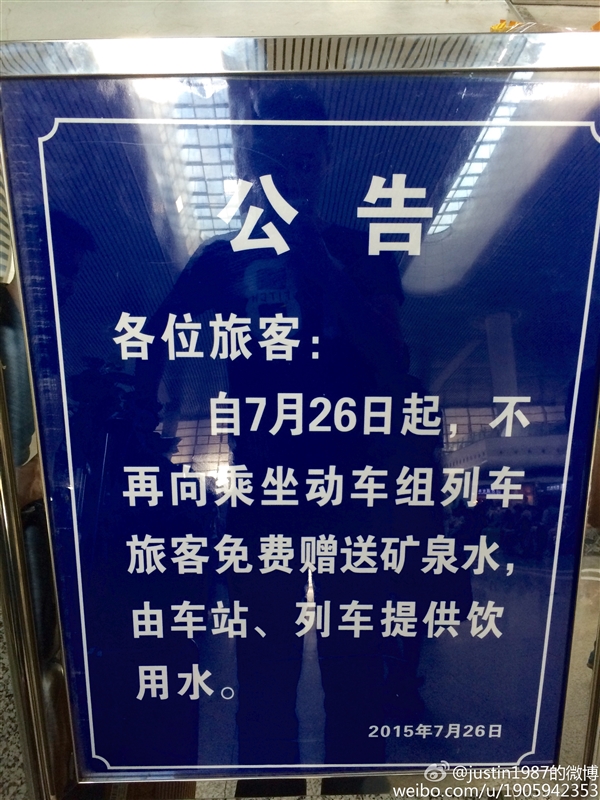 公告
各位旅客：
自7月26日起，不
再向乘坐动车组列车
旅客免费赠送矿泉水，
由车站、列车提供饮
用水。
2015年7月26日
@justin1987的微博
weibo.com/u/1905942353